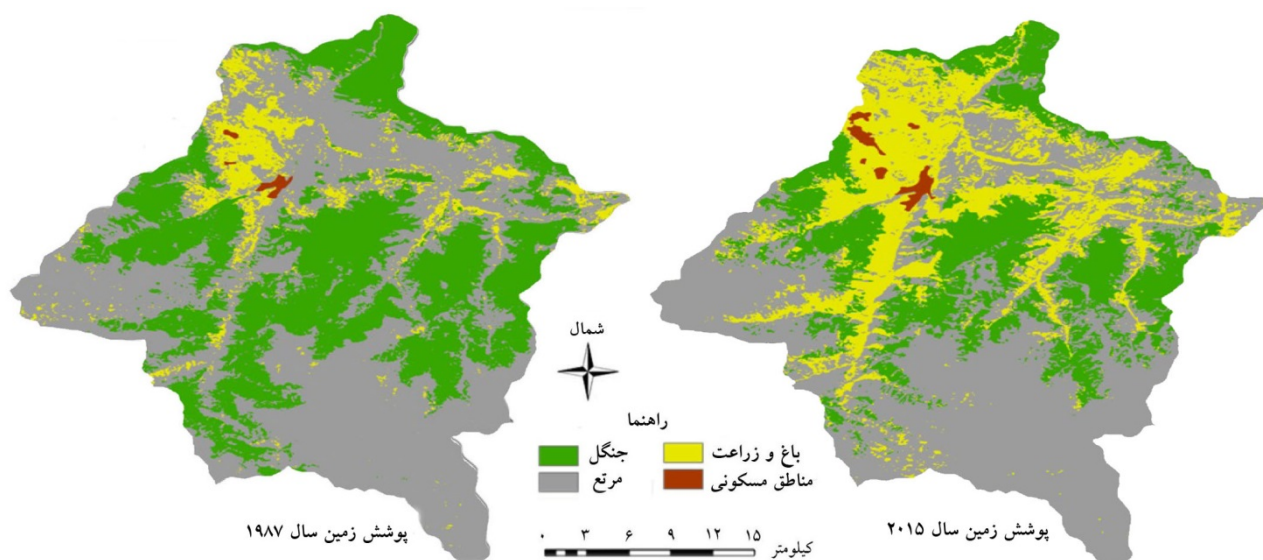 شمال
راهنما
جنگل
باغ و زراعت
مرتع
مناطق مسکونی
پوشش زمین سال ۱۹۸۷
پوشش زمین سال ۲۰۱۵
۰ ۳ ۶ ۹ ۱۲ ۱۵
کیلومتر